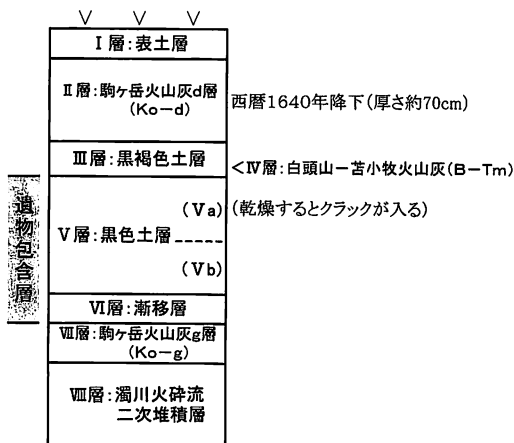 Ⅰ層:表土層
Ⅱ層:駒ヶ岳火山灰d層
(Ko−d)
西暦1640年降下(厚さ約70cm)
Ⅲ層:黒褐色土層
<Ⅳ層:白頭山−苫小牧火山灰(B−Tm)
遺物包含層
(Ⅴa)
(乾燥するとクラックが入る)
Ⅴ層:黒色土層
(Ⅴb)
Ⅵ層:漸移層
Ⅶ層:駒ヶ岳火山灰g層
(Ko−g)
Ⅷ層:濁川火砕流
二次堆積層